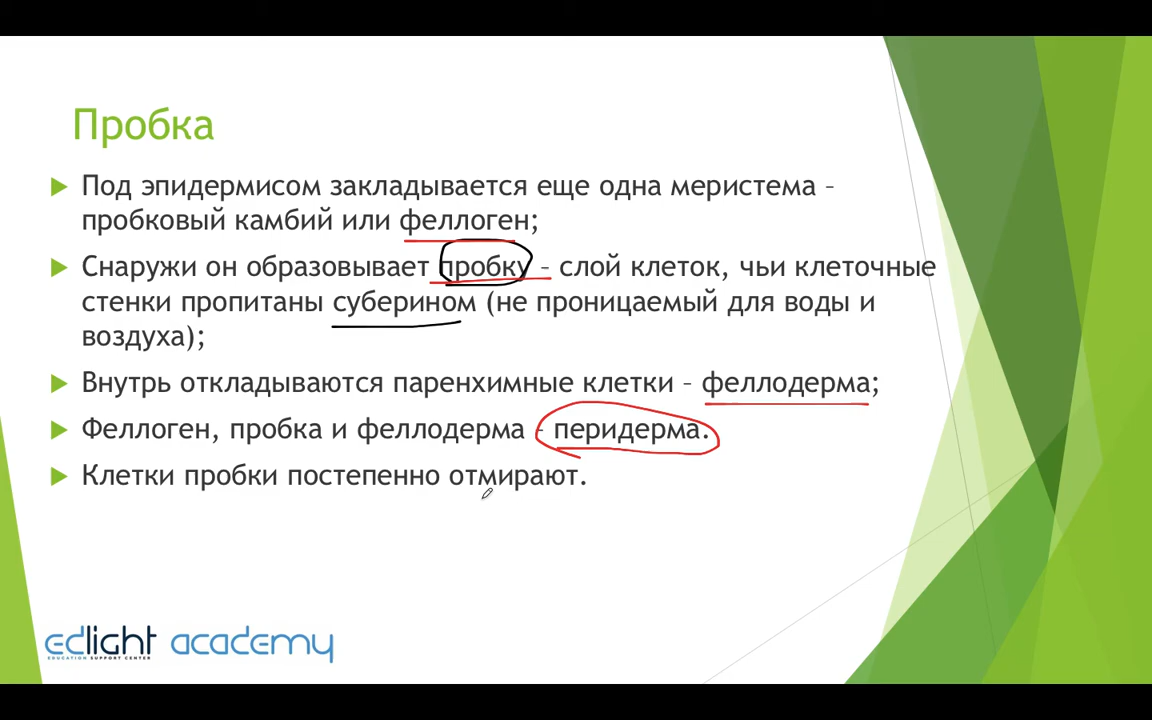 Пробка
Под эпидермисом закладывается еще одна меристема –
пробковый камбий или феллоген;
Снаружи он образовывает пробку – слой клеток, чьи клеточные
стенки пропитаны суберином (не проницаемый для воды и
воздуха);
Внутрь откладываются паренхимные клетки – феллодерма;
Феллоген, пробка и феллодерма – перидерма.
Клетки пробки постепенно отмирают.
edlight academy
EDUCATION SUPPORT CENTER